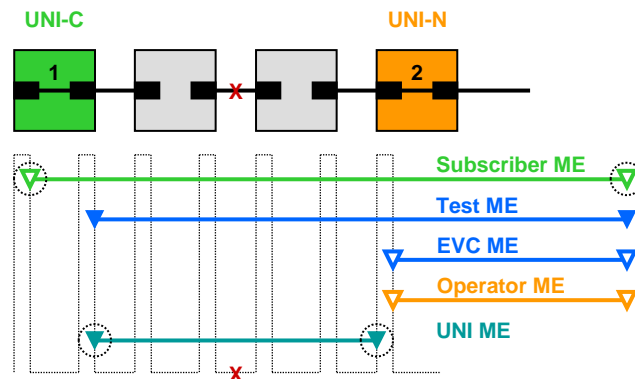 UNI-C UNI-N
1 2
X
Subscriber ME
Test ME
EVC ME
Operator ME
UNI ME
X